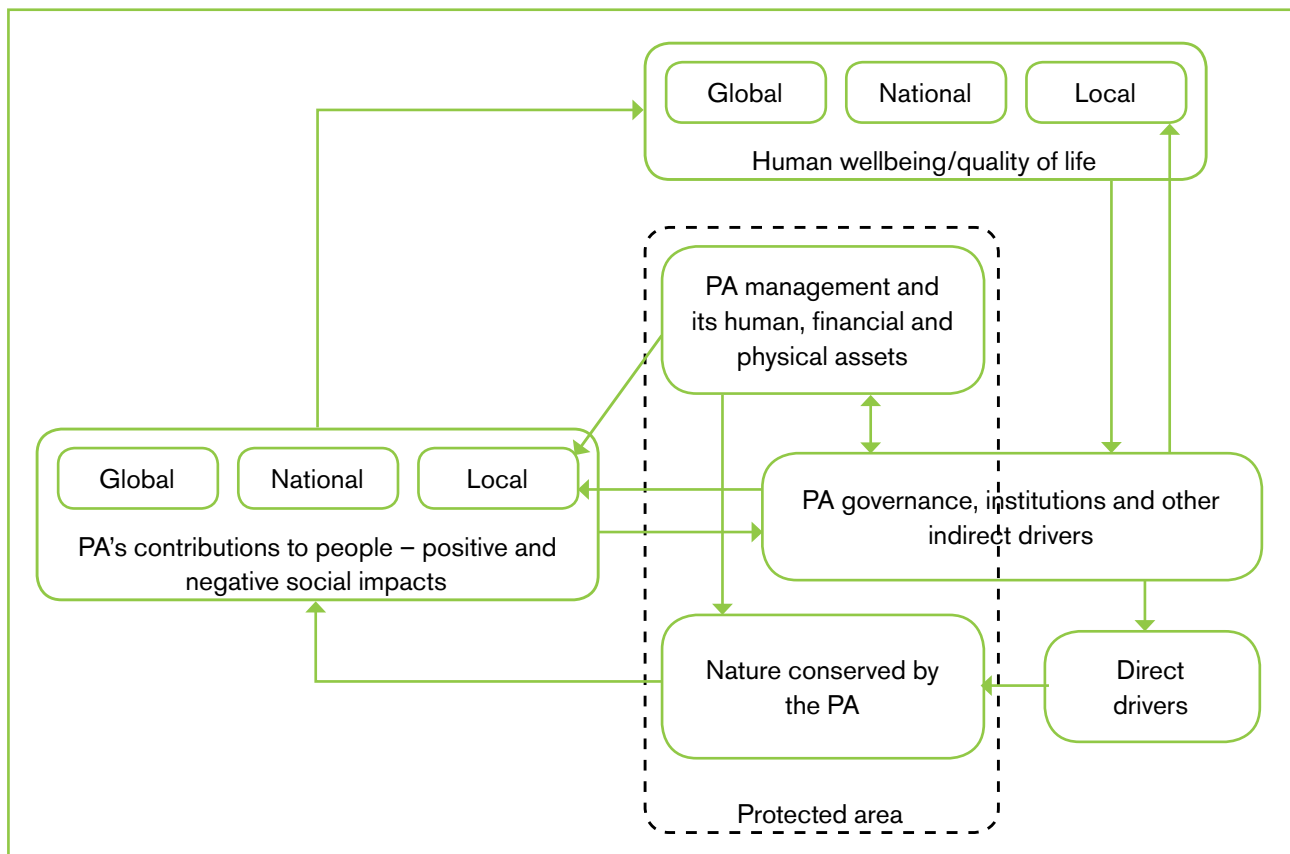 Global
National
Local
Human wellbeing/quality of life
PA management and
its human, financial and
physical assets
Global
National
Local
PA's contributions to people – positive and
negative social impacts
PA governance, institutions and other
indirect drivers
Nature conserved by
the PA
Direct
drivers
Protected area